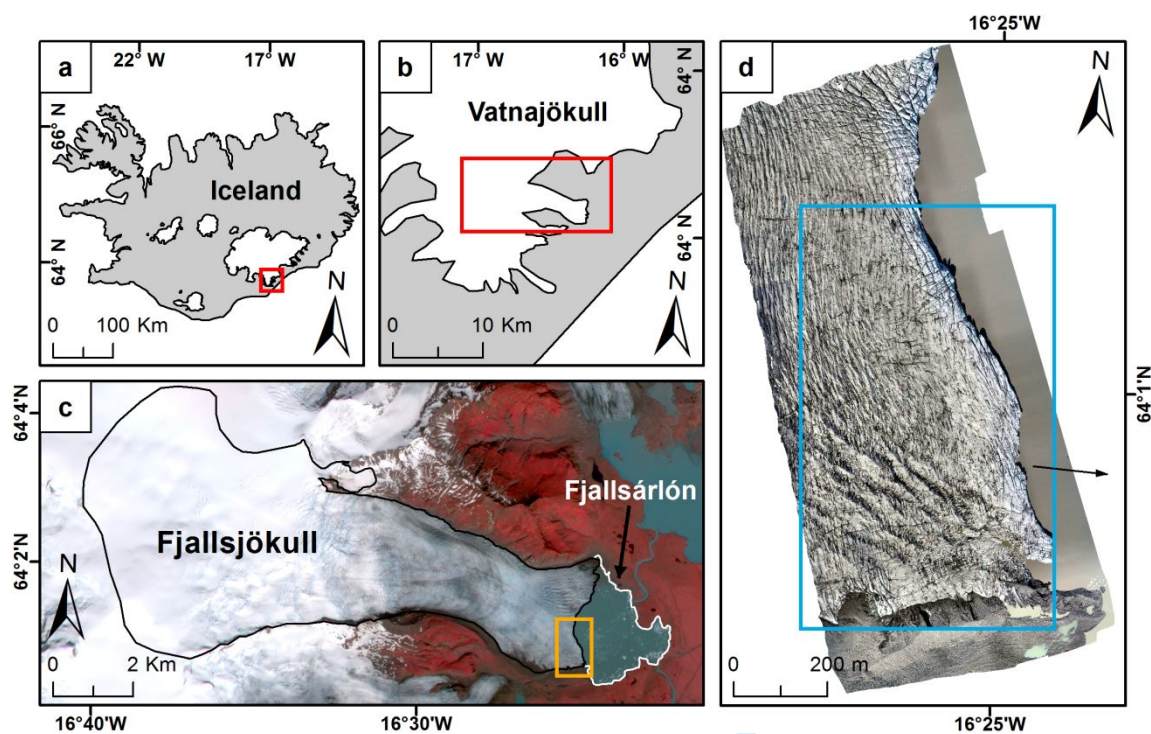 a
22° W
17° W
66° N
64° N
Iceland
N
0 100 Km
b
17° W
16° W
64° N
64° N
Vatnajökull
N
0 10 Km
c
64°4'N
64°2'N
Fjallsjökull
Fjallsárlón
N
0 2 Km
16°40'W
16°30'W
d
16°25'W
N
64°1'N
0 200 m
16°25'W